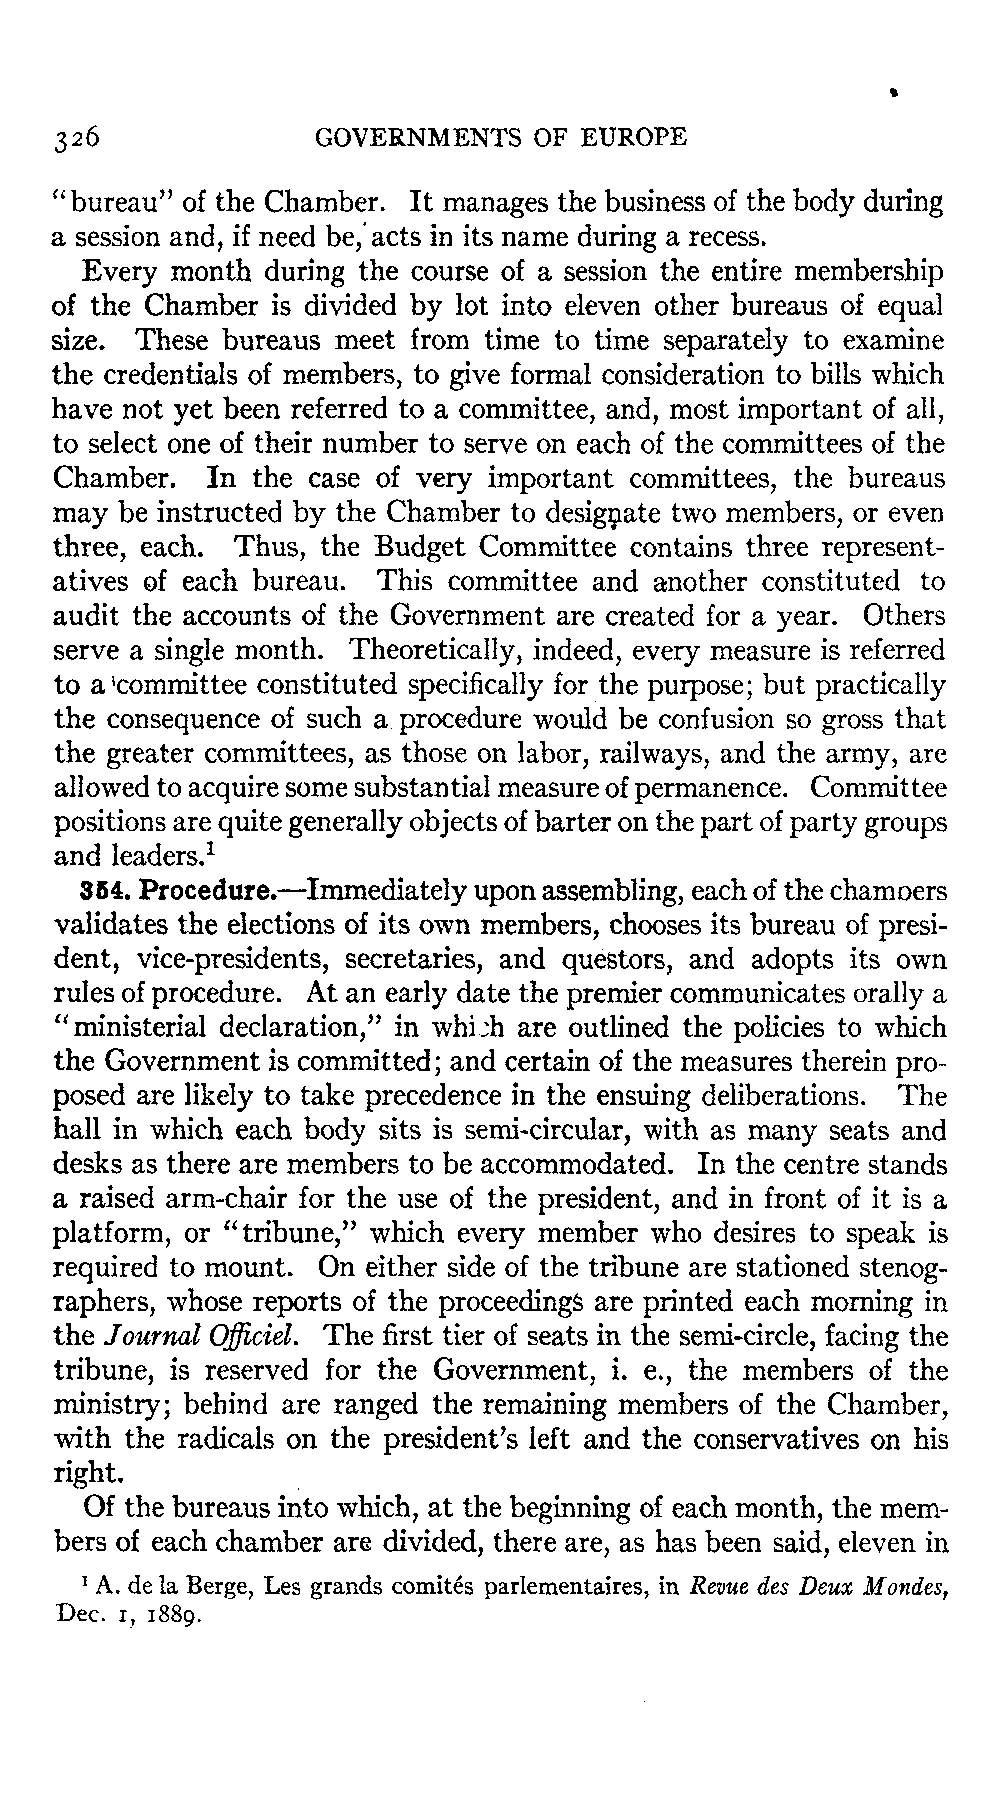 326 GOVERNMENTS OF EUROPE
"bureau" of the Chamber. It manages the business of the body during
a session and, if need be, acts in its name during a recess.
Every month during the course of a session the entire membership
of the Chamber is divided by lot into eleven other bureaus of equal
size. These bureaus meet from time to time separately to examine
the credentials of members, to give formal consideration to bills which
have not yet been referred to a committee, and, most important of all,
to select one of their number to serve on each of the committees of the
Chamber. In the case of very important committees, the bureaus
may be instructed by the Chamber to designate two members, or even
three, each. Thus, the Budget Committee contains three represent-
atives of each bureau. This committee and another constituted to
audit the accounts of the Government are created for a year. Others
serve a single month. Theoretically, indeed, every measure is referred
to a committee constituted specifically for the purpose; but practically
the consequence of such a procedure would be confusion so gross that
the greater committees, as those on labor, railways, and the army, are
allowed to acquire some substantial measure of permanence. Committee
positions are quite generally objects of barter on the part of party groups
and leaders.¹
354. Procedure.—Immediately upon assembling, each of the chambers
validates the elections of its own members, chooses its bureau of presi-
dent, vice-presidents, secretaries, and questors, and adopts its own
rules of procedure. At an early date the premier communicates orally a
"ministerial declaration," in which are outlined the policies to which
the Government is committed; and certain of the measures therein pro-
posed are likely to take precedence in the ensuing deliberations. The
hall in which each body sits is semi-circular, with as many seats and
desks as there are members to be accommodated. In the centre stands
a raised arm-chair for the use of the president, and in front of it is a
platform, or "tribune," which every member who desires to speak is
required to mount. On either side of the tribune are stationed stenog-
raphers, whose reports of the proceedings are printed each morning in
the Journal Officiel. The first tier of seats in the semi-circle, facing the
tribune, is reserved for the Government, i. e., the members of the
ministry; behind are ranged the remaining members of the Chamber,
with the radicals on the president's left and the conservatives on his
right.
Of the bureaus into which, at the beginning of each month, the mem-
bers of each chamber are divided, there are, as has been said, eleven in
¹ A. de la Berge, Les grands comités parlementaires, in Revue des Deux Mondes,
Dec. 1, 1889.